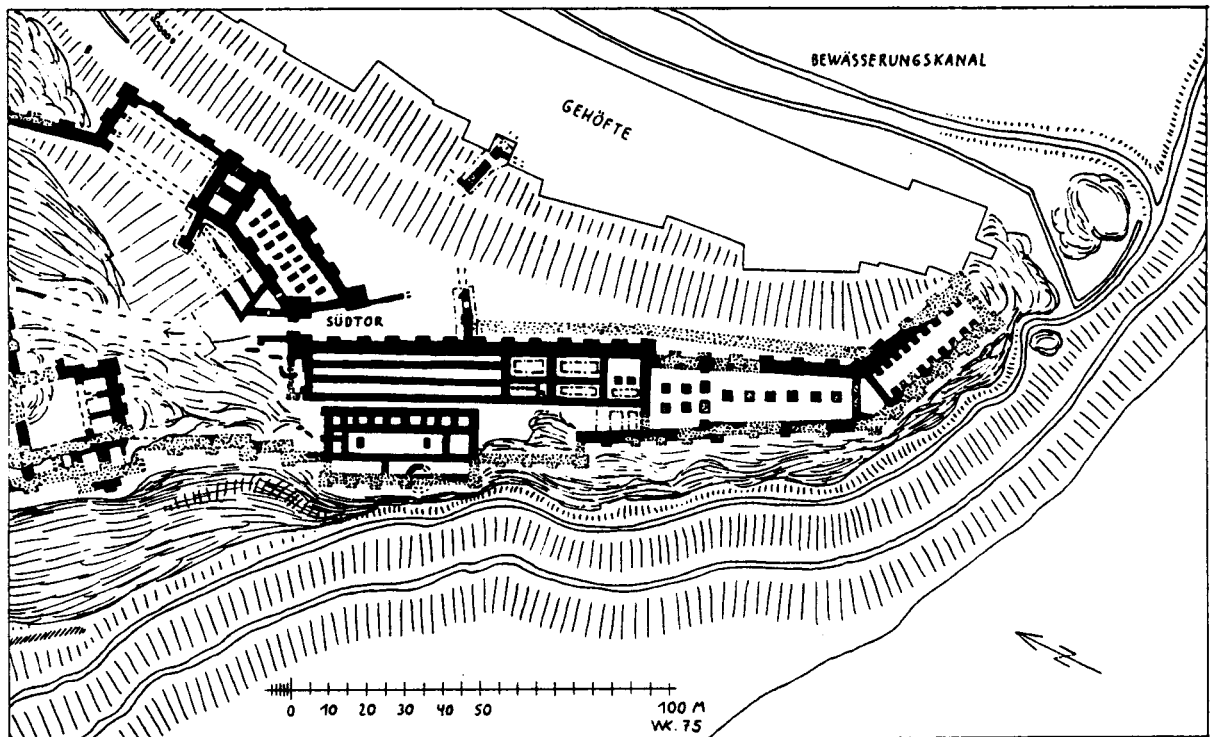 BEWÄSSERUNGSKANAL
GEHÖFTE
SÜDTOR
N
0 10 20 30 40 50 100 M
WK. 75